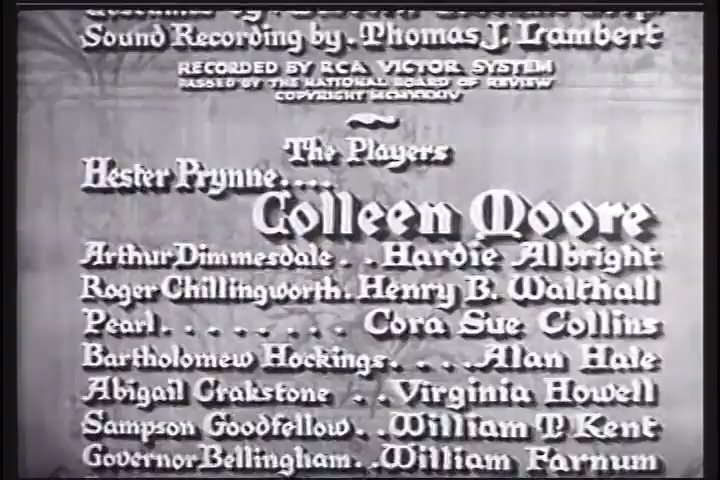 Sound Recording by. Thomas J. Lambert
RECORDED BY RCA VICTOR SYSTEM
PASSED BY THE NATIONAL BOARD OF REVIEW
COPYRIGHT MCMXXXIV
The Players
Hester Prynne....
Colleen Moore
Arthur Dimmesdale . . Hardie Albright
Roger Chillingworth. Henry B. Walthall
Pearl. . . . . . . . Cora Sue Collins
Bartholomew Hockings. . . . Alan Hale
Abigail Crakstone . . Virginia Howell
Sampson Goodfellow. . William T. Kent
Governor Bellingham. . William Farnum